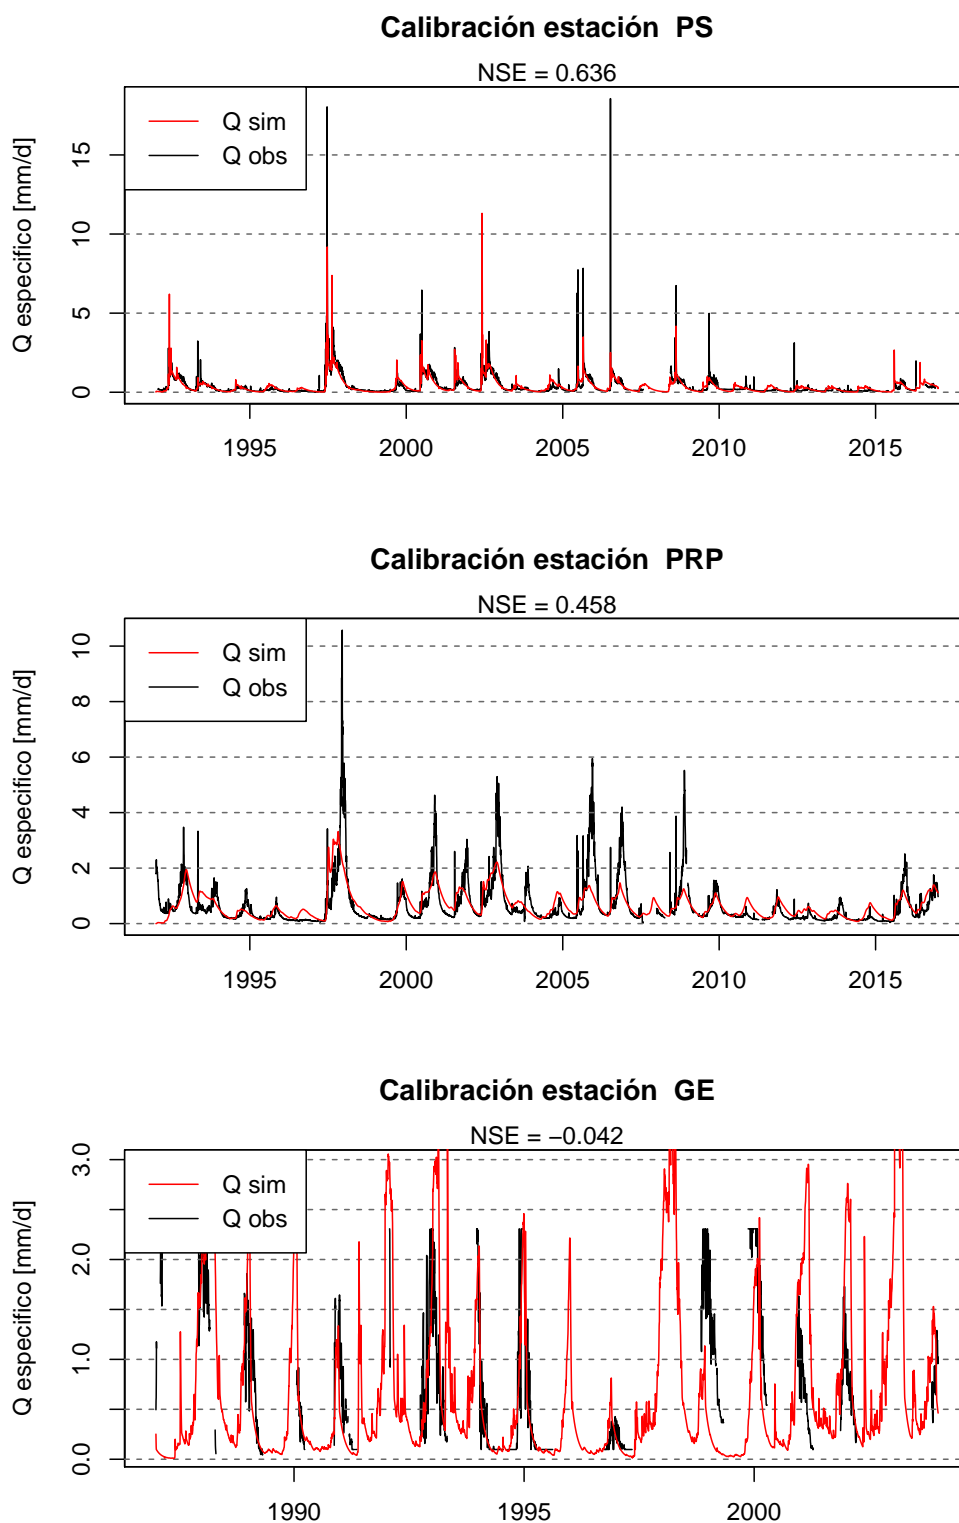 Calibración estación  PS
NSE = 0.636
Q sim
Q obs
Q especifico [mm/d]
15
10
5
0
1995 2000 2005 2010 2015
Calibración estación  PRP
NSE = 0.458
Q sim
Q obs
Q especifico [mm/d]
10
8
6
4
2
0
1995 2000 2005 2010 2015
Calibración estación  GE
NSE = −0.042
Q sim
Q obs
Q especifico [mm/d]
3.0
2.0
1.0
0.0
1990 1995 2000